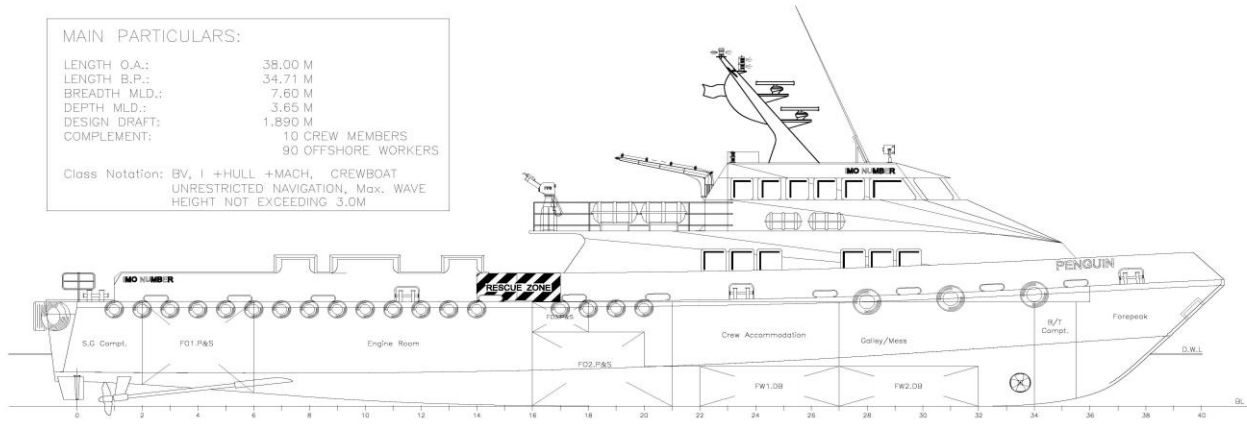 MAIN PARTICULARS:
LENGTH O.A.: 38.00 M
LENGTH B.P.: 34.71 M
BREADTH MLD.: 7.60 M
DEPTH MLD.: 3.65 M
DESIGN DRAFT: 1.890 M
COMPLEMENT: 10 CREW MEMBERS
90 OFFSHORE WORKERS
Class Notation: BV, I +HULL +MACH, CREWBOAT
UNRESTRICTED NAVIGATION, Max. WAVE
HEIGHT NOT EXCEEDING 3.0M
IMO NUMBER
PENGUIN
IMO NUMBER
RESCUE ZONE
FO3.P&S
S.G Compt.
FO1.P&S
Engine Room
FO2.P&S
Crew Accommodation
Galley/Mess
B/T
Compt.
Forepeak
D.W.L
FW1.DB
FW2.DB
BL
0 2 4 6 8 10 12 14 16 18 20 22 24 26 28 30 32 34 36 38 40